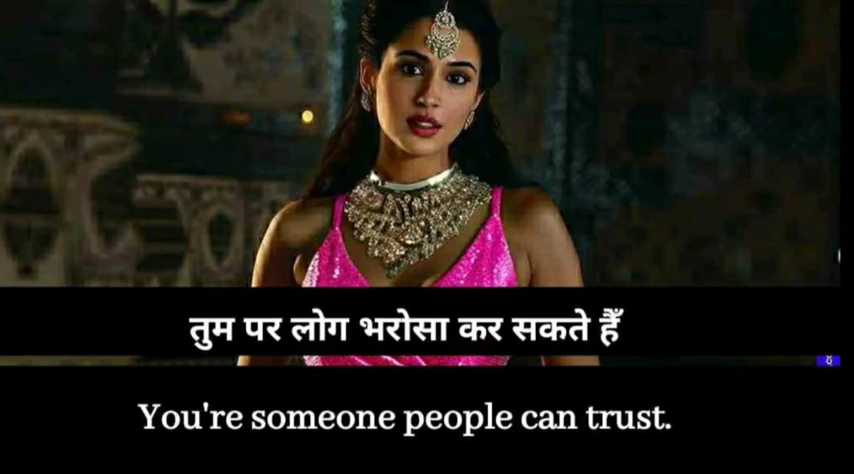 तुम पर लोग भरोसा कर सकते हैं
You're someone people can trust.